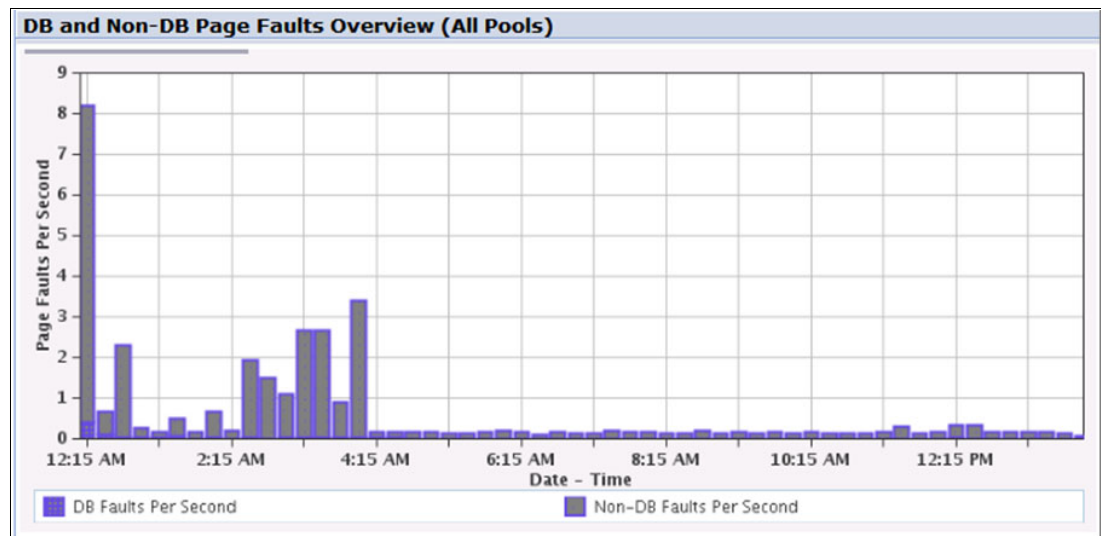 DB and Non-DB Page Faults Overview (All Pools)
9
8
7
6
5
4
3
2
1
0
Page Faults Per Second
12:15 AM 2:15 AM 4:15 AM 6:15 AM 8:15 AM 10:15 AM 12:15 PM
Date - Time
DB Faults Per Second Non-DB Faults Per Second